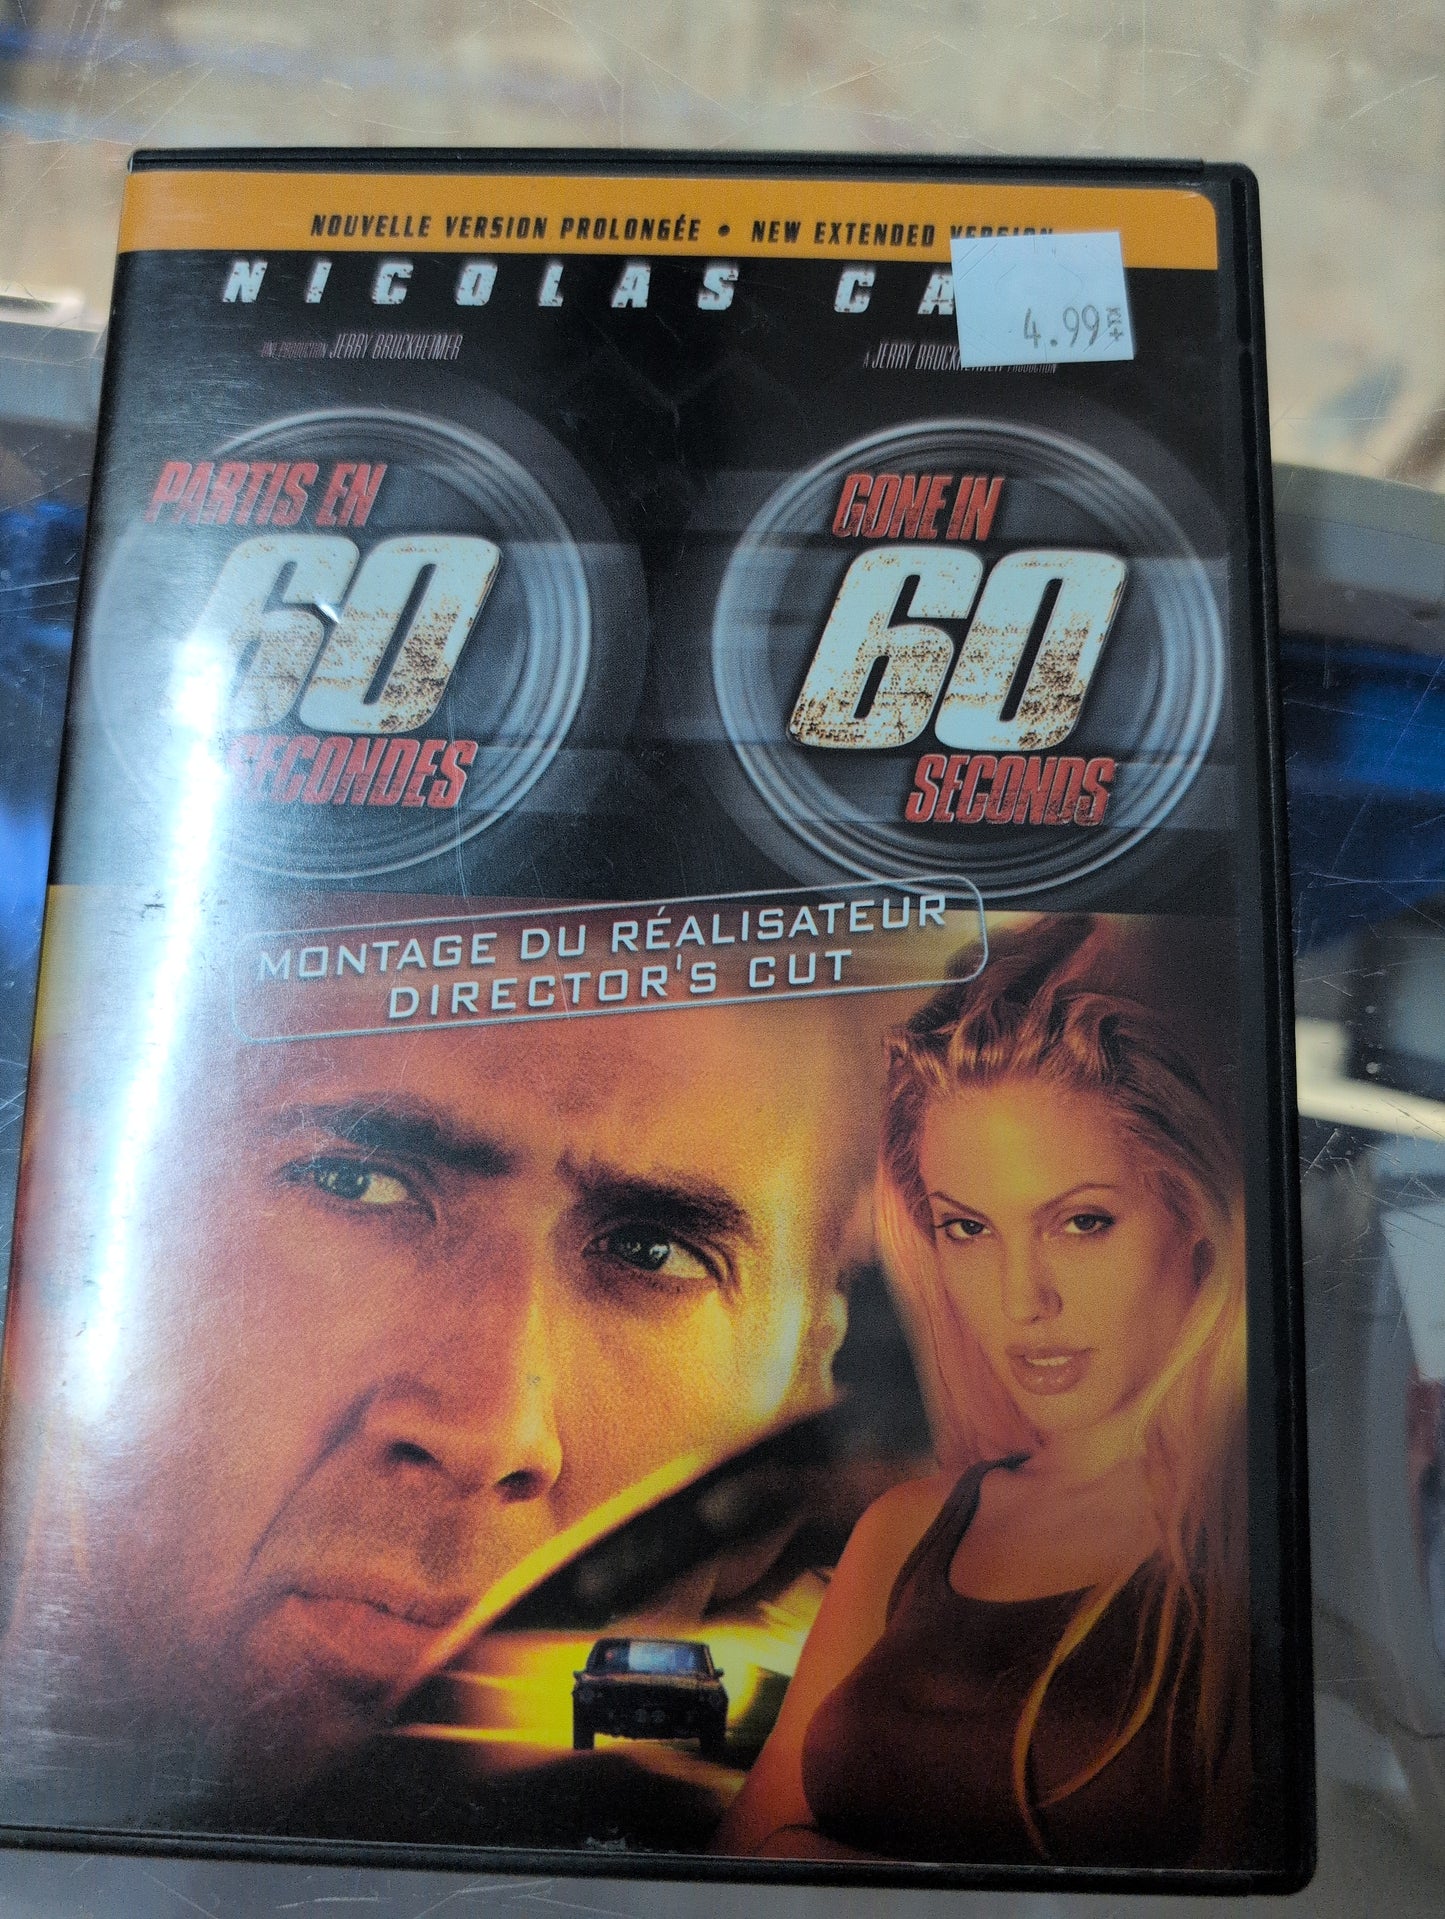 NOUVELLE VERSION PROLONGÉE • NEW EXTENDED VERSION
NICOLAS CA
4.99
UNE PRODUCTION JERRY BRUCKHEIMER
A JERRY BRUCKHEIMER PRODUCTION
PARTIS EN
60
SECONDES
GONE IN
60
SECONDS
MONTAGE DU RÉALISATEUR
DIRECTOR'S CUT